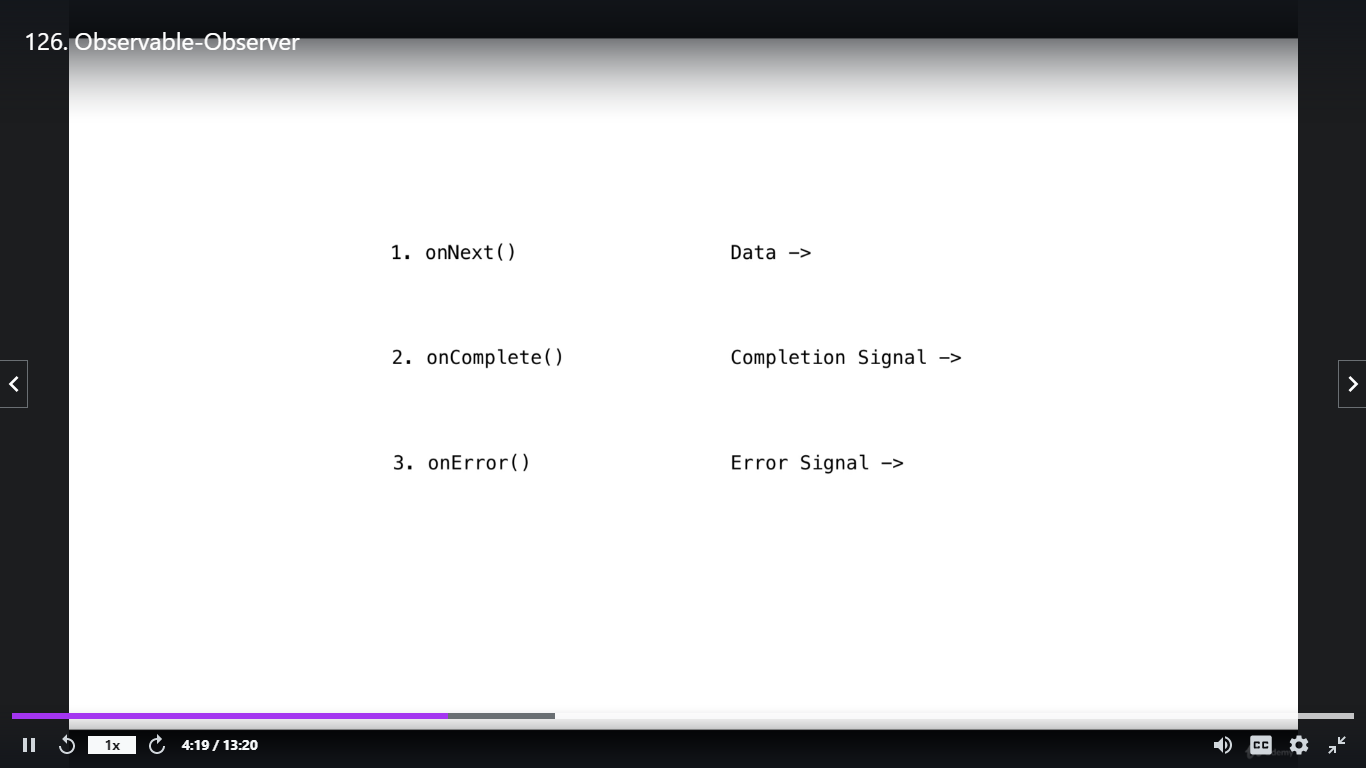 126. Observable-Observer
1. onNext() Data ->
2. onComplete() Completion Signal ->
3. onError() Error Signal ->
1x 4:19 / 13:20 CC